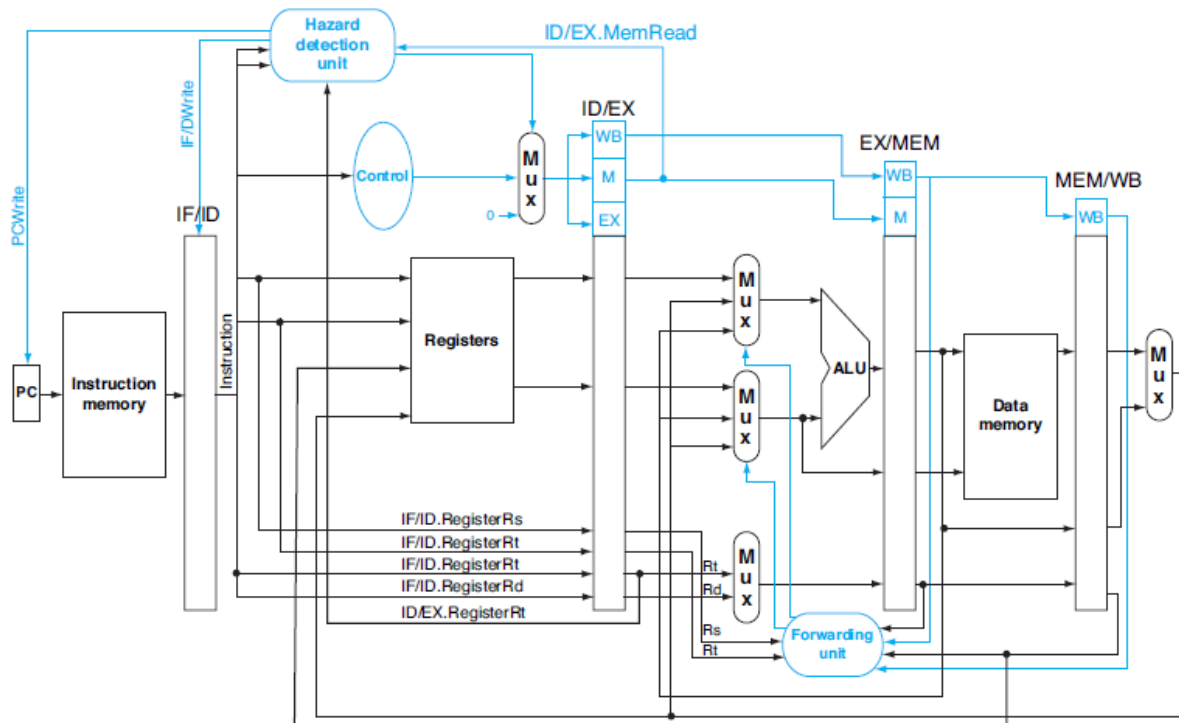 Hazard
detection
unit
ID/EX.MemRead
ID/EX
WB
M
EX
EX/MEM
WB
M
MEM/WB
WB
PCWrite
IF/DWrite
IF/ID
Control
M
u
x
0
PC
Instruction
memory
Instruction
Registers
M
u
x
M
u
x
ALU
Data
memory
M
u
x
IF/ID.RegisterRs
IF/ID.RegisterRt
IF/ID.RegisterRt
IF/ID.RegisterRd
ID/EX.RegisterRt
Rt
Rd
M
u
x
Rs
Rt
Forwarding
unit